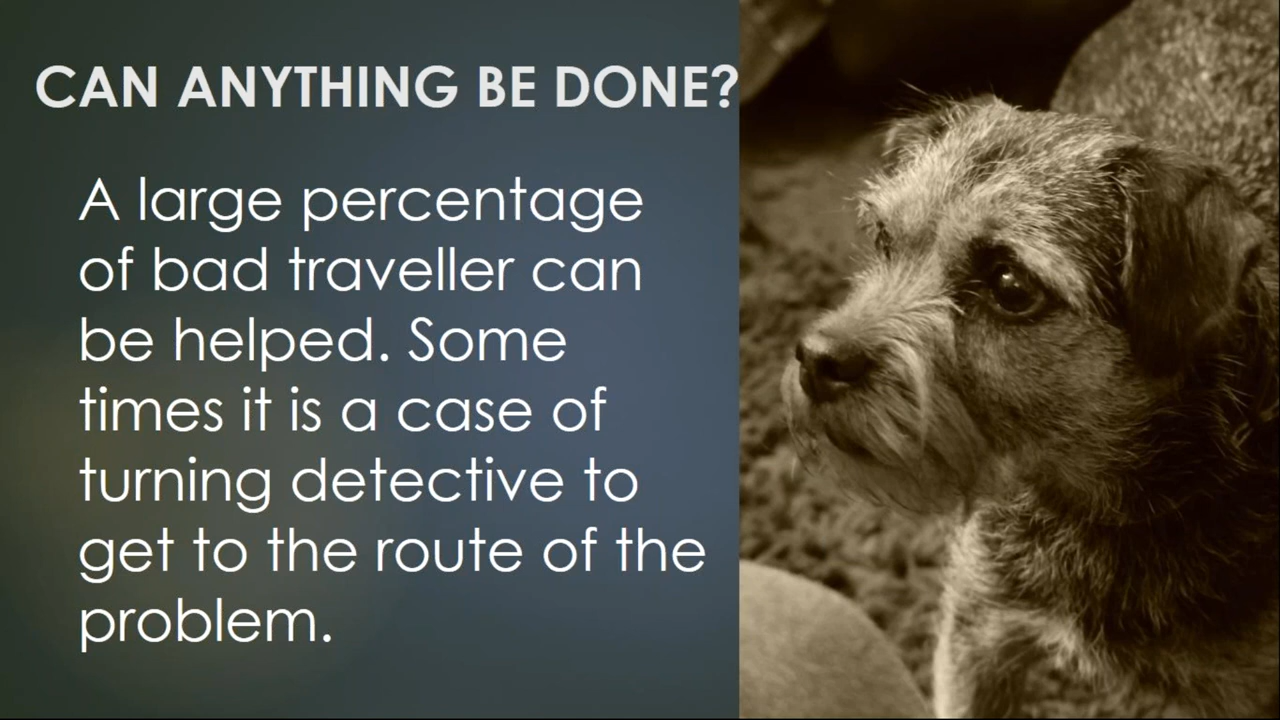 CAN ANYTHING BE DONE?
A large percentage
of bad traveller can
be helped. Some
times it is a case of
turning detective to
get to the route of the
problem.